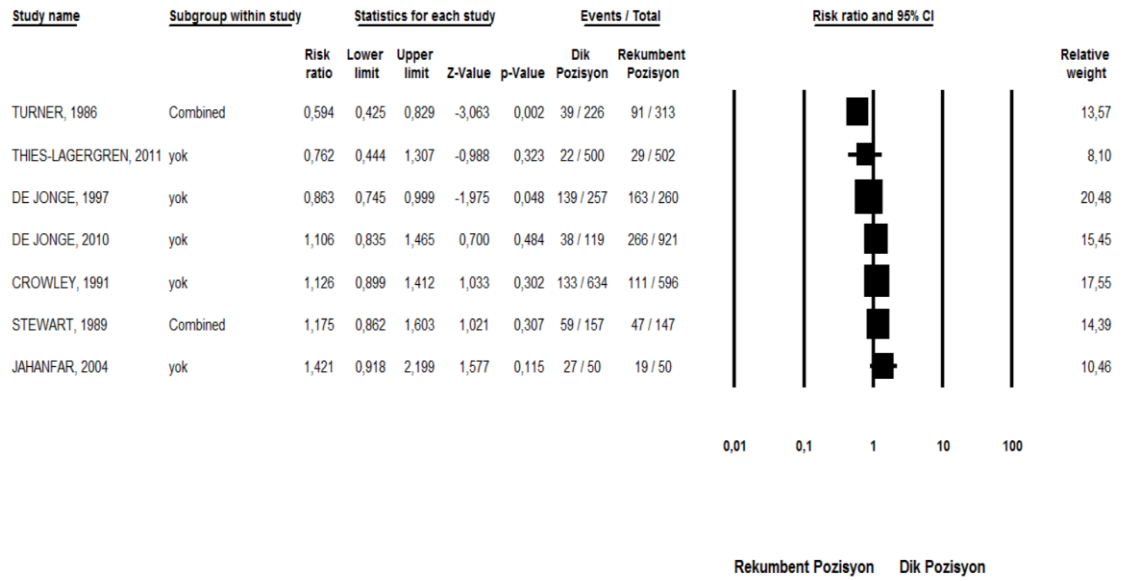 Study name Subgroup within study Statistics for each study Events / Total Risk ratio and 95% CI
Risk ratio Lower limit Upper limit Z-Value p-Value Dik Pozisyon Rekumbent Pozisyon Relative weight
TURNER, 1986 Combined 0,594 0,425 0,829 -3,063 0,002 39 / 226 91 / 313 13,57
THIES-LAGERGREN, 2011 yok 0,762 0,444 1,307 -0,988 0,323 22 / 500 29 / 502 8,10
DE JONGE, 1997 yok 0,863 0,745 0,999 -1,975 0,048 139 / 257 163 / 260 20,48
DE JONGE, 2010 yok 1,106 0,835 1,465 0,700 0,484 38 / 119 266 / 921 15,45
CROWLEY, 1991 yok 1,126 0,899 1,412 1,033 0,302 133 / 634 111 / 596 17,55
STEWART, 1989 Combined 1,175 0,862 1,603 1,021 0,307 59 / 157 47 / 147 14,39
JAHANFAR, 2004 yok 1,421 0,918 2,199 1,577 0,115 27 / 50 19 / 50 10,46
0,01 0,1 1 10 100
Rekumbent Pozisyon Dik Pozisyon